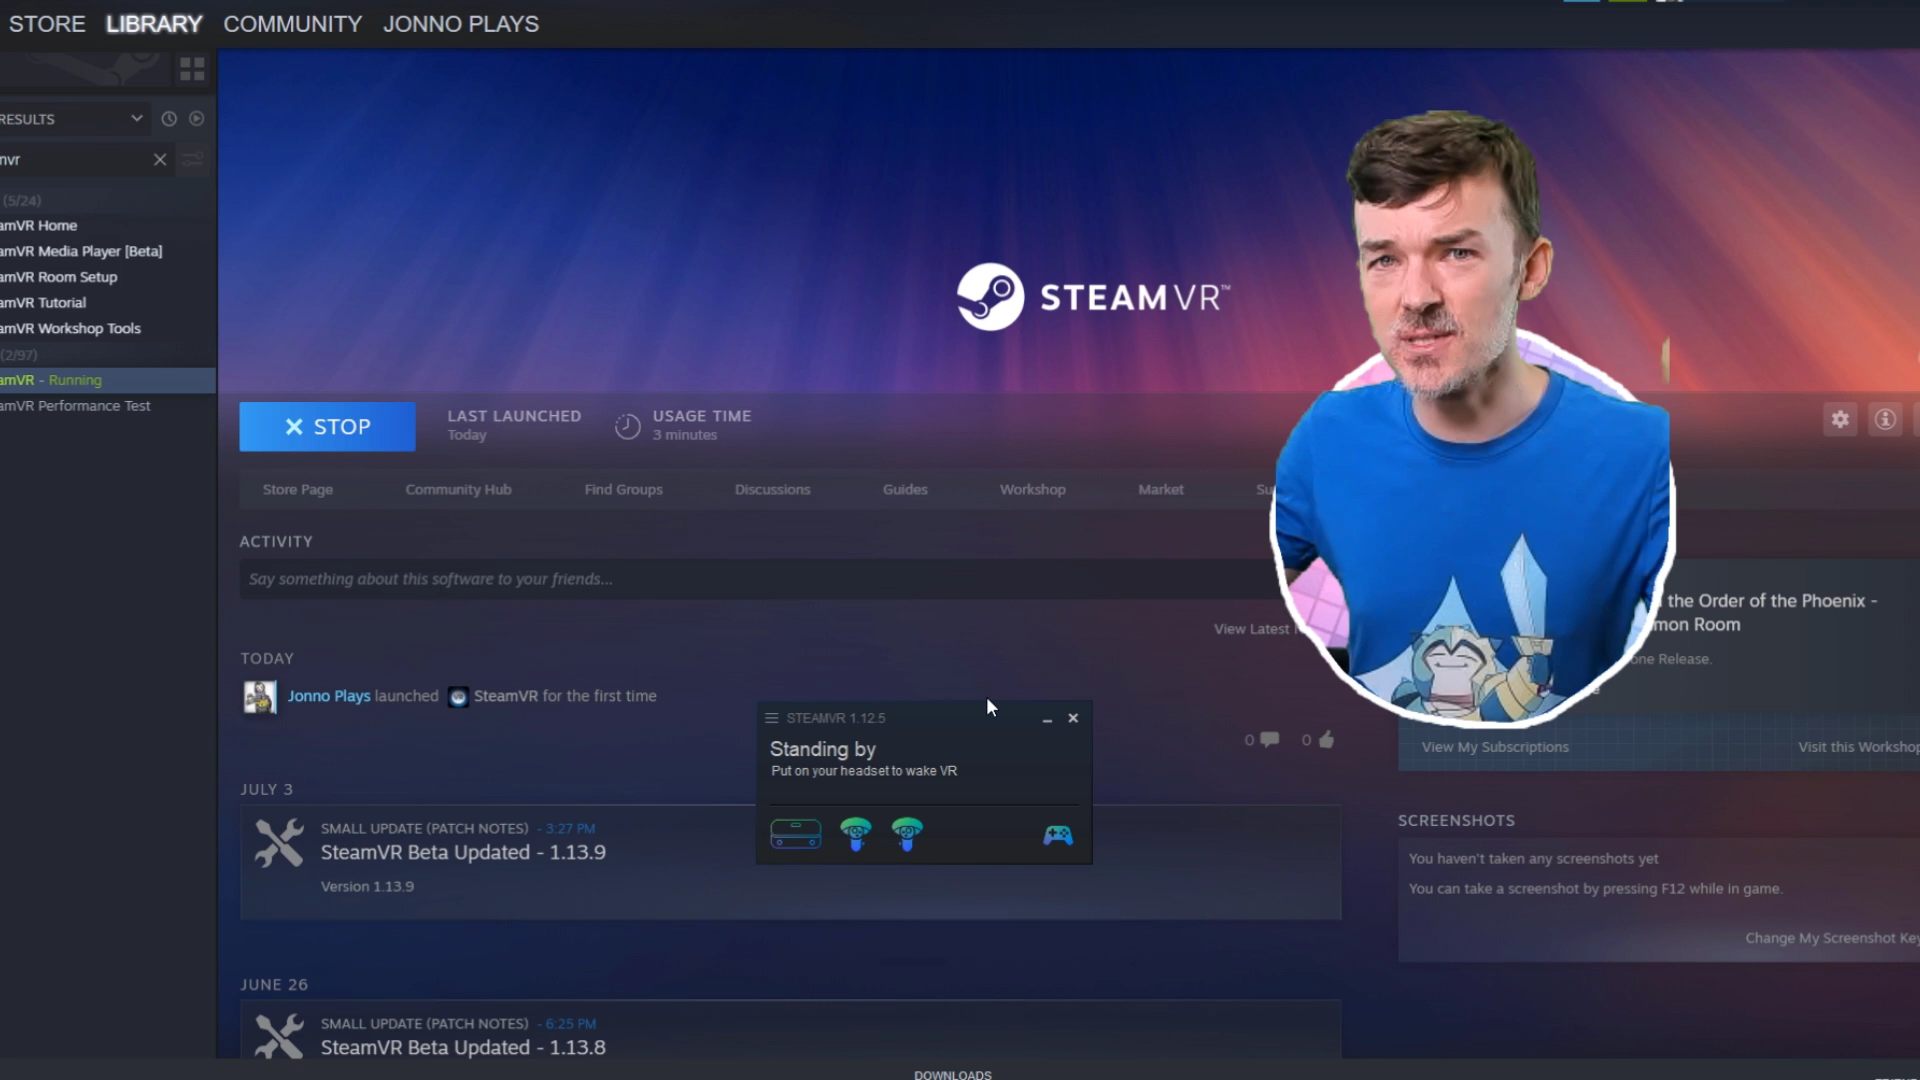 STORE LIBRARY COMMUNITY JONNO PLAYS
RESULTS
nvr
(5/24)
amVR Home
amVR Media Player [Beta]
amVR Room Setup
amVR Tutorial
amVR Workshop Tools
(2/97)
amVR - Running
amVR Performance Test
STEAMVR™
STOP
LAST LAUNCHED
Today
USAGE TIME
3 minutes
Store Page Community Hub Find Groups Discussions Guides Workshop Market Su
ACTIVITY
Say something about this software to your friends...
View Latest
TODAY
Jonno Plays launched SteamVR for the first time
0 0
JULY 3
SMALL UPDATE (PATCH NOTES) - 3:27 PM
SteamVR Beta Updated - 1.13.9
Version 1.13.9
JUNE 26
SMALL UPDATE (PATCH NOTES) - 6:25 PM
SteamVR Beta Updated - 1.13.8
STEAMVR 1.12.5
Standing by
Put on your headset to wake VR
the Order of the Phoenix -
mon Room
one Release.
View My Subscriptions Visit this Workshop
SCREENSHOTS
You haven't taken any screenshots yet
You can take a screenshot by pressing F12 while in game.
Change My Screenshot Key
DOWNLOADS